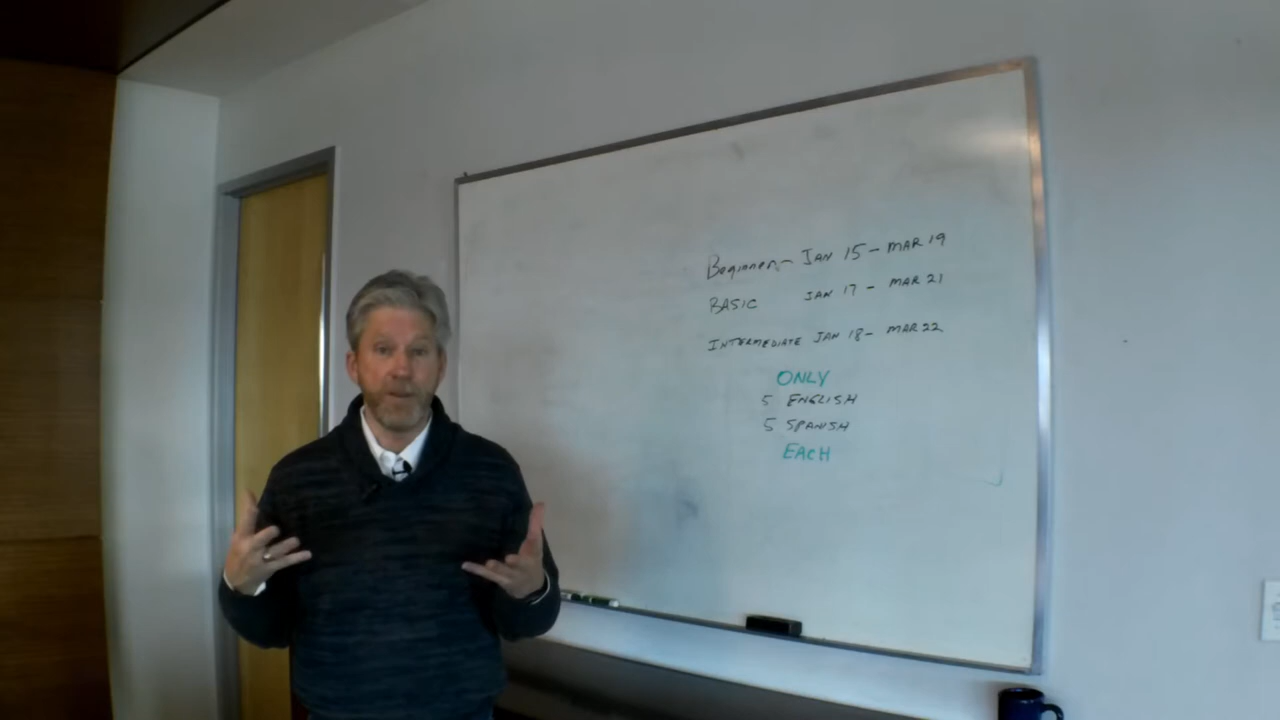 Beginner- JAN 15 - MAR 19
BASIC JAN 17 - MAR 21
INTERMEDIATE JAN 18 - MAR 22
ONLY
5 ENGLISH
5 SPANISH
EACH